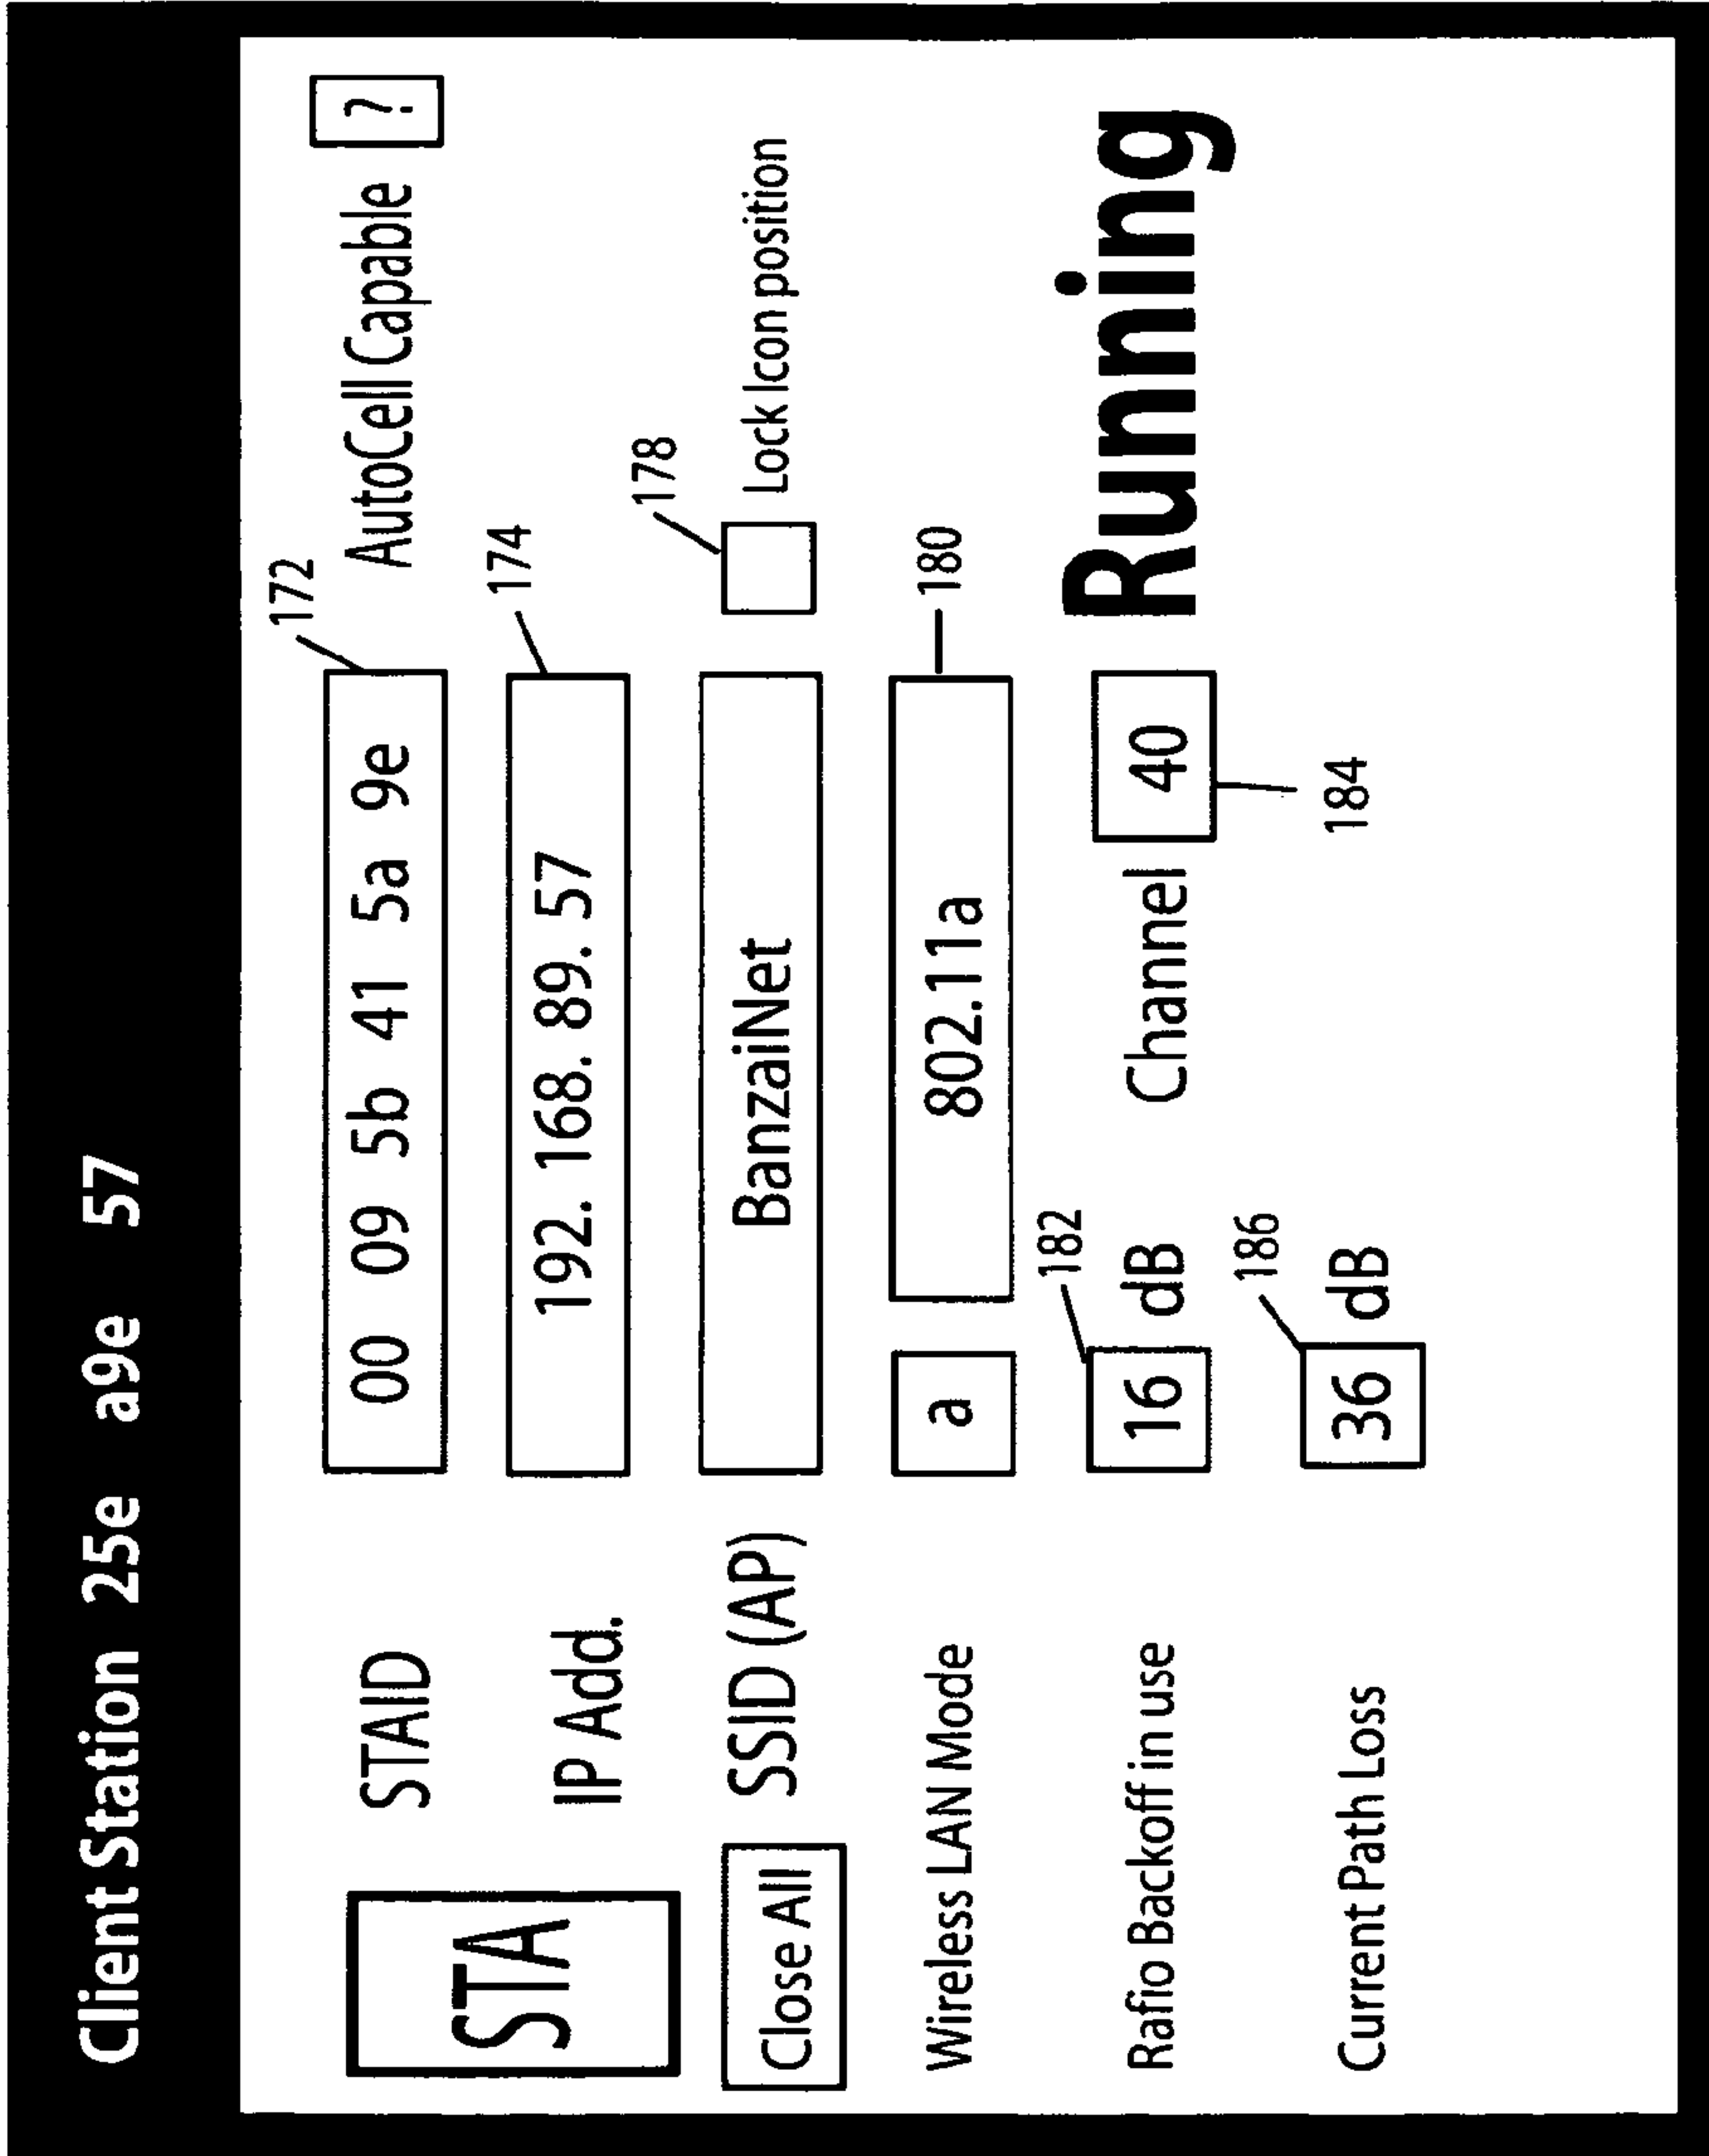 Client Station 25e a9e 57
172
STA STAID 00 09 5b 41 5a 9e AutoCell Capable ?
174
IP Add. 192. 168. 89. 57
178
Close All SSID (AP) BanzaiNet Lock Icon position
Wireless LAN Mode a 802.11a 180
182
Rafio Backoff in use 16 dB Channel 40 Running
186 184
Current Path Loss 36 dB